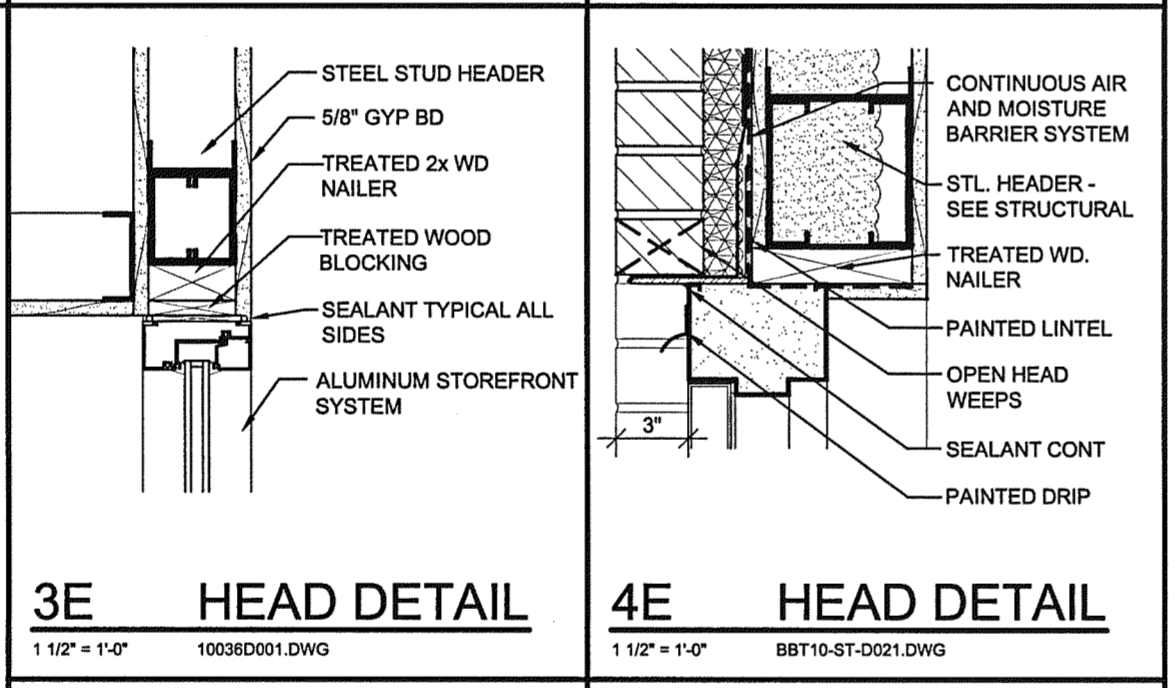 STEEL STUD HEADER
5/8" GYP BD
TREATED 2x WD
NAILER
TREATED WOOD
BLOCKING
SEALANT TYPICAL ALL
SIDES
ALUMINUM STOREFRONT
SYSTEM
3E HEAD DETAIL
1 1/2" = 1'-0" 10036D001.DWG
CONTINUOUS AIR
AND MOISTURE
BARRIER SYSTEM
STL. HEADER -
SEE STRUCTURAL
TREATED WD.
NAILER
PAINTED LINTEL
OPEN HEAD
WEEPS
SEALANT CONT
PAINTED DRIP
3"
4E HEAD DETAIL
1 1/2" = 1'-0" BBT10-ST-D021.DWG